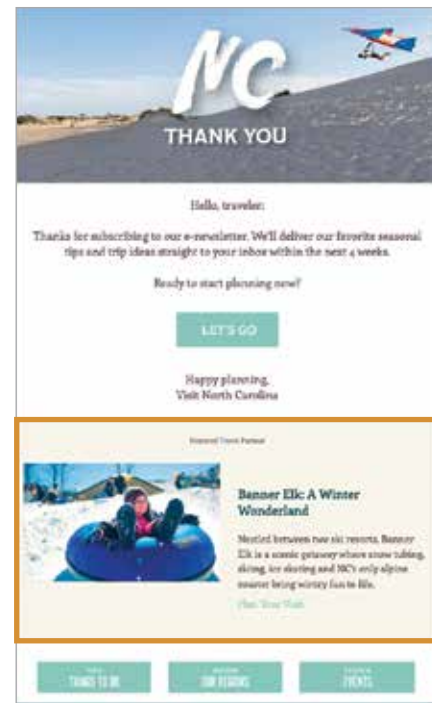 NC
THANK YOU
Hello, traveler:
Thanks for subscribing to our e-newsletter. We'll deliver our favorite seasonal
tips and trip ideas straight to your inbox within the next 4 weeks.
Ready to start planning now?
LET'S GO
Happy planning,
Visit North Carolina
Featured Travel Partner
Banner Elk: A Winter
Wonderland
Nestled between two ski resorts, Banner
Elk is a scenic getaway where snow tubing,
skiing, ice skating and NC's only alpine
coaster bring wintry fun to life.
Plan Your Visit
THINGS TO DO
OUR REGIONS
EVENTS